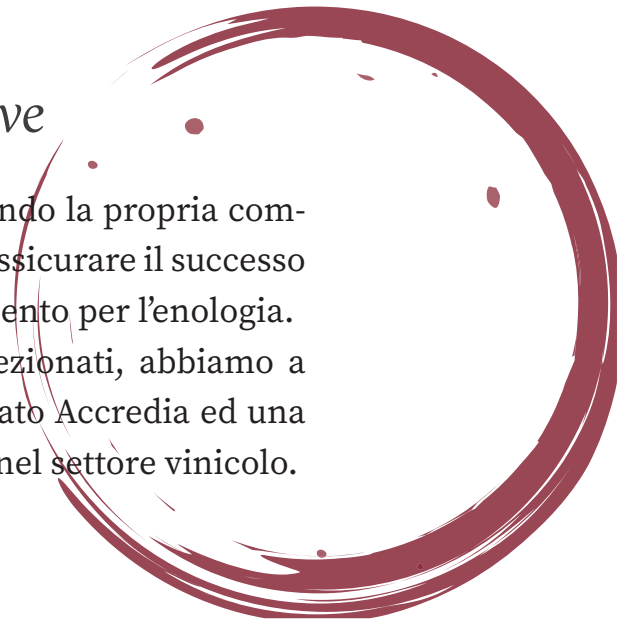 ve
ndo la propria com-
ssicurare il successo
ento per l’enologia.
ezionati, abbiamo a
ato Accredia ed una
nel settore vinicolo.